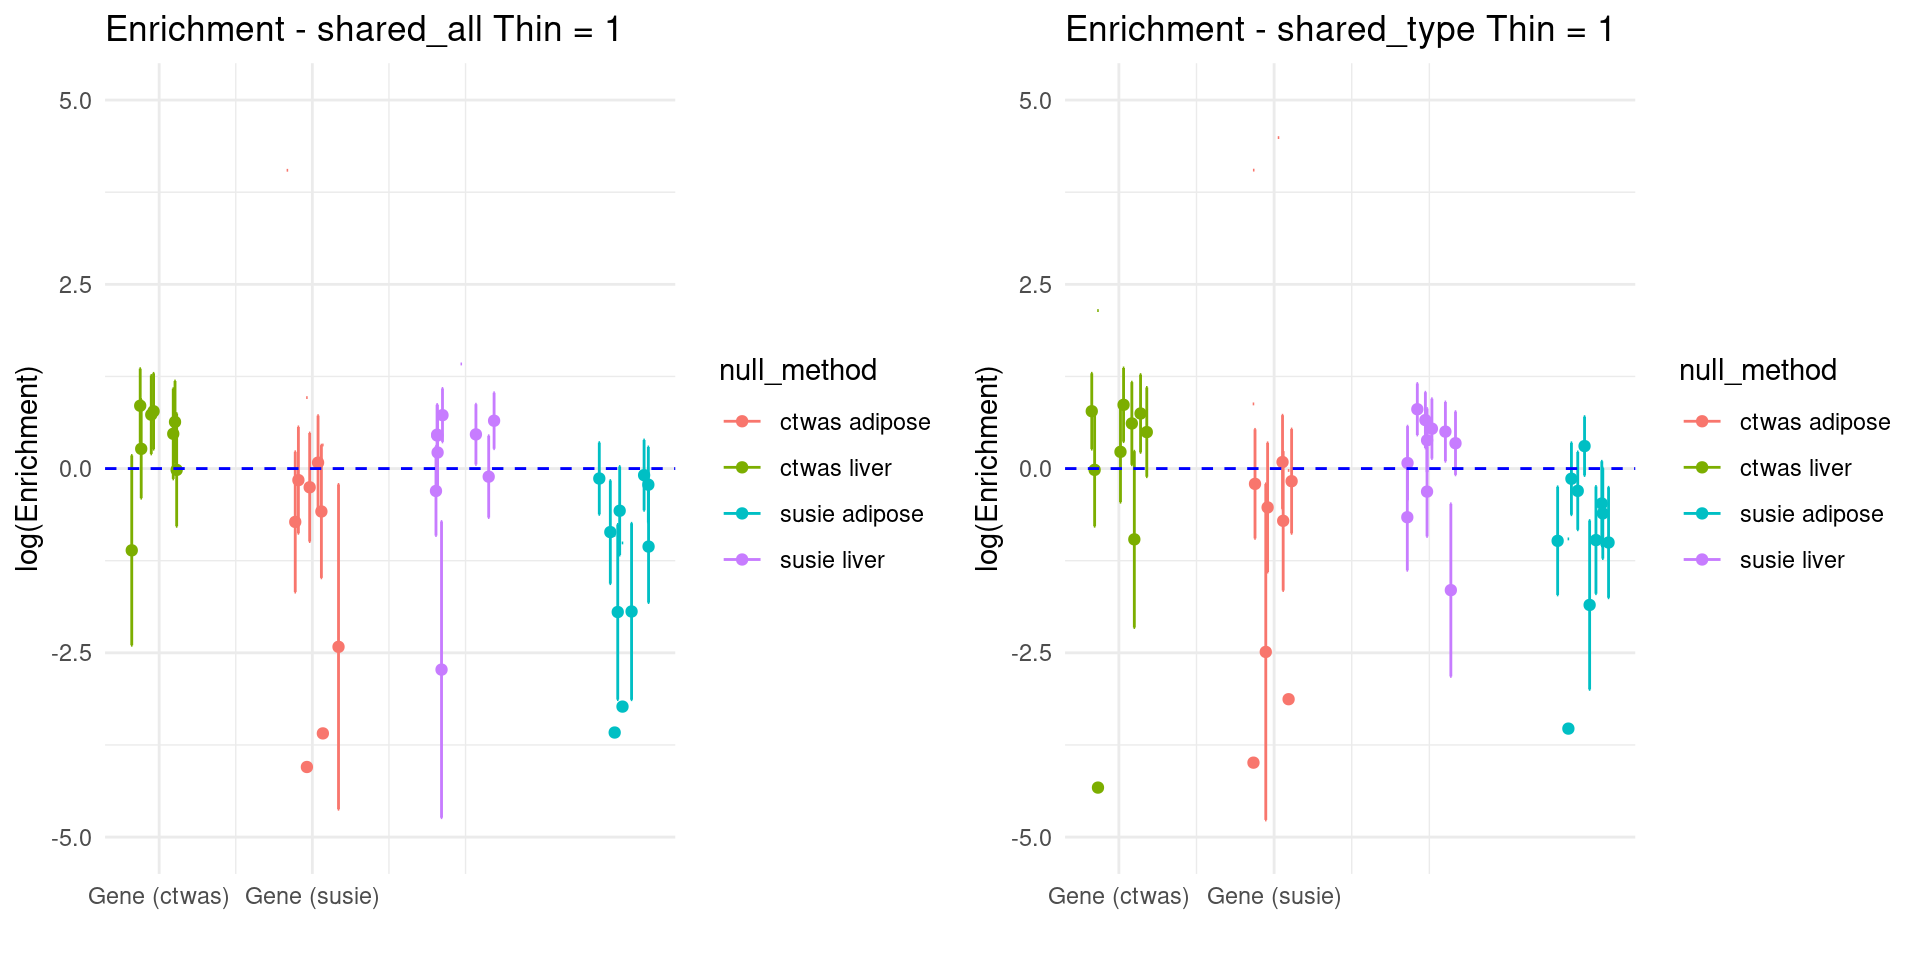 Enrichment - shared_all Thin = 1
5.0
2.5
0.0
-2.5
-5.0
log(Enrichment)
Gene (ctwas)
Gene (susie)
null_method
ctwas adipose
ctwas liver
susie adipose
susie liver
Enrichment - shared_type Thin = 1
5.0
2.5
0.0
-2.5
-5.0
log(Enrichment)
Gene (ctwas)
Gene (susie)
null_method
ctwas adipose
ctwas liver
susie adipose
susie liver